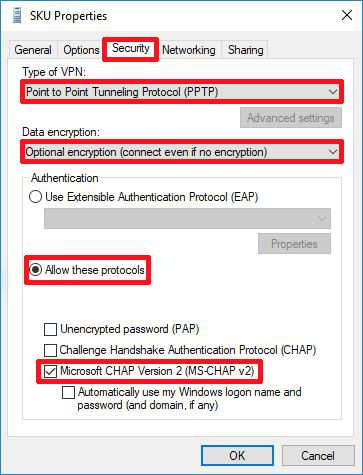 SKU Properties
General Options Security Networking Sharing
Type of VPN:
Point to Point Tunneling Protocol (PPTP)
Advanced settings
Data encryption:
Optional encryption (connect even if no encryption)
Authentication
Use Extensible Authentication Protocol (EAP)
Properties
Allow these protocols
Unencrypted password (PAP)
Challenge Handshake Authentication Protocol (CHAP)
Microsoft CHAP Version 2 (MS-CHAP v2)
Automatically use my Windows logon name and
password (and domain, if any)
OK Cancel